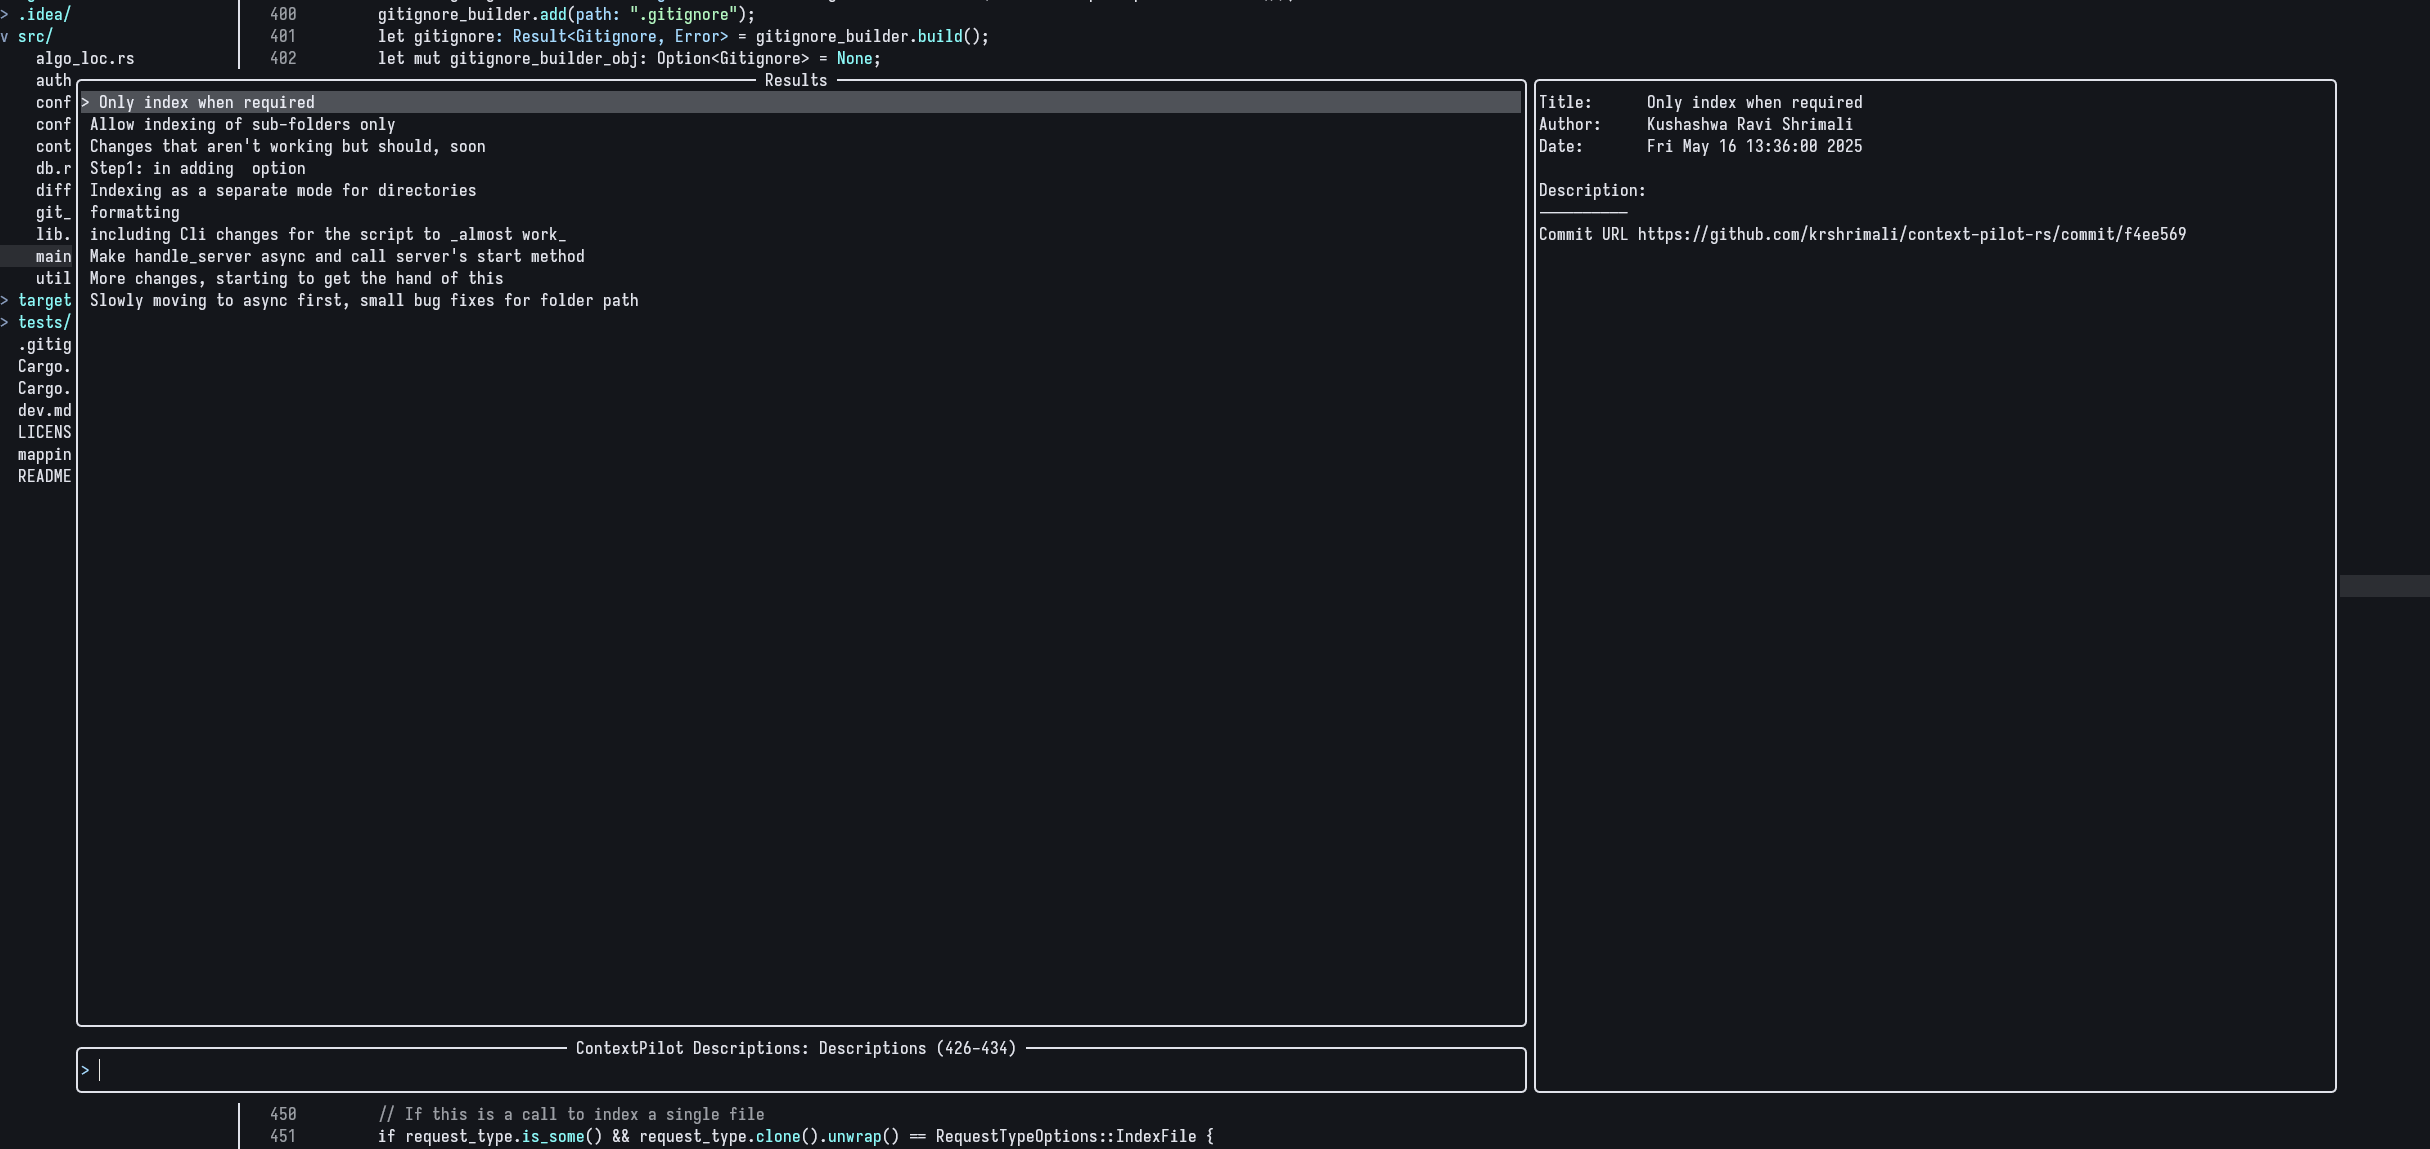 > .idea/
v src/
algo_loc.rs
auth
conf
conf
cont
db.r
diff
git_
lib.
main
util
> target
> tests/
.gitig
Cargo.
Cargo.
dev.md
LICENS
mappin
README
400 gitignore_builder.add(path: ".gitignore");
401 let gitignore: Result<Gitignore, Error> = gitignore_builder.build();
402 let mut gitignore_builder_obj: Option<Gitignore> = None;
Results
> Only index when required
Allow indexing of sub-folders only
Changes that aren't working but should, soon
Step1: in adding  option
Indexing as a separate mode for directories
formatting
including Cli changes for the script to _almost work_
Make handle_server async and call server's start method
More changes, starting to get the hand of this
Slowly moving to async first, small bug fixes for folder path
Title: Only index when required
Author: Kushashwa Ravi Shrimali
Date: Fri May 16 13:36:00 2025
Description:
──────────
Commit URL https://github.com/krshrimali/context-pilot-rs/commit/f4ee569
ContextPilot Descriptions: Descriptions (426-434)
>
450 // If this is a call to index a single file
451 if request_type.is_some() && request_type.clone().unwrap() == RequestTypeOptions::IndexFile {